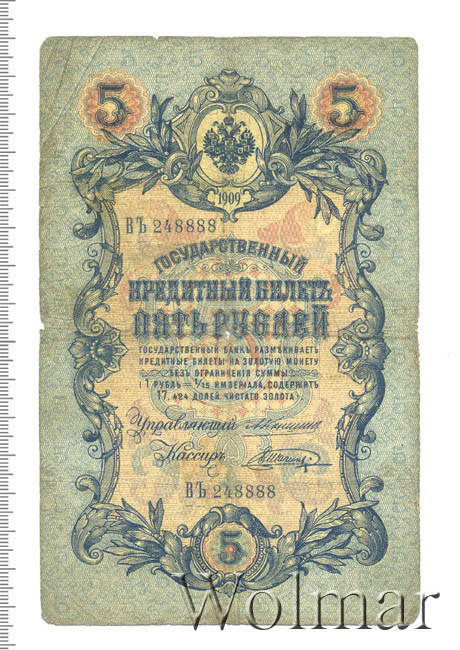 5 5
1909
ВЪ 248888
ГОСУДАРСТВЕННЫЙ
КРЕДИТНЫЙ БИЛЕТЪ
ПЯТЬ РУБЛЕЙ
ГОСУДАРСТВЕННЫЙ БАНКЪ РАЗМѢНИВАЕТЪ
КРЕДИТНЫЕ БИЛЕТЫ НА ЗОЛОТУЮ МОНЕТУ
БЕЗЪ ОГРАНИЧЕНІЯ СУММЫ
(1 РУБЛЬ = 1/15 ИМПЕРІАЛА, СОДЕРЖИТЪ
17,424 ДОЛЕЙ ЧИСТАГО ЗОЛОТА).
Управляющій
Кассиръ
ВЪ 248888
5
Wolmar